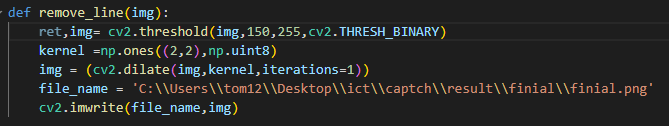 def remove_line(img):
    ret,img= cv2.threshold(img,150,255,cv2.THRESH_BINARY)
    kernel =np.ones((2,2),np.uint8)
    img = (cv2.dilate(img,kernel,iterations=1))
    file_name = 'C:\\Users\\tom12\\Desktop\\ict\\captch\\result\\finial\\finial.png'
    cv2.imwrite(file_name,img)